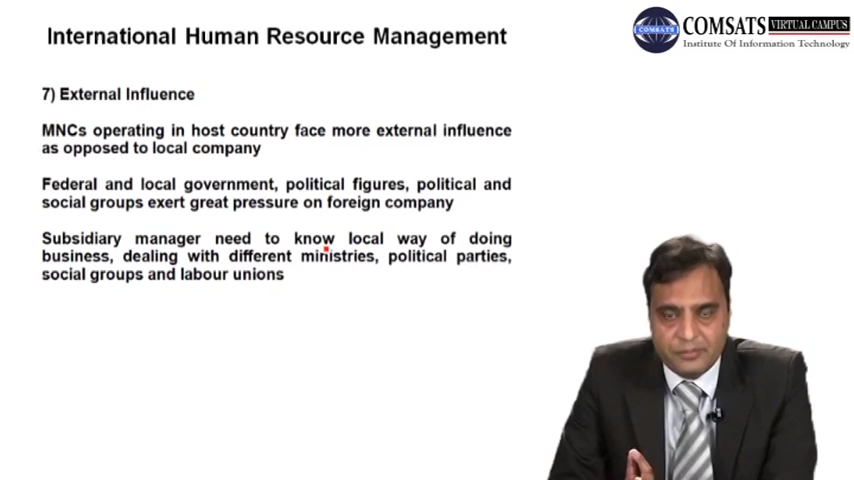 International Human Resource Management
COMSATS
COMSATS
VIRTUAL CAMPUS
Institute Of Information Technology
7) External Influence
MNCs operating in host country face more external influence
as opposed to local company
Federal and local government, political figures, political and
social groups exert great pressure on foreign company
Subsidiary manager need to know local way of doing
business, dealing with different ministries, political parties,
social groups and labour unions